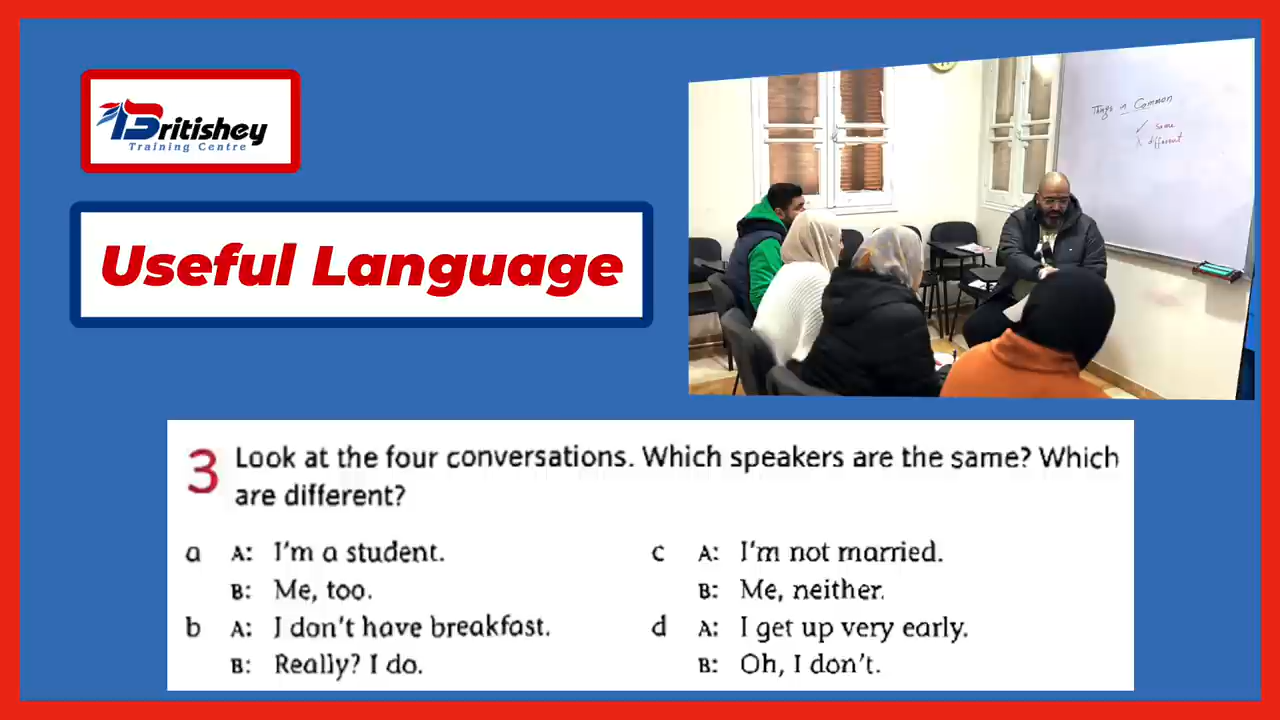 Britishey
Training Centre
Things in Common
✓ same
X different
Useful Language
3 Look at the four conversations. Which speakers are the same? Which
are different?
a A: I'm a student.
B: Me, too.
b A: I don't have breakfast.
B: Really? I do.
c A: I'm not married.
B: Me, neither.
d A: I get up very early.
B: Oh, I don't.